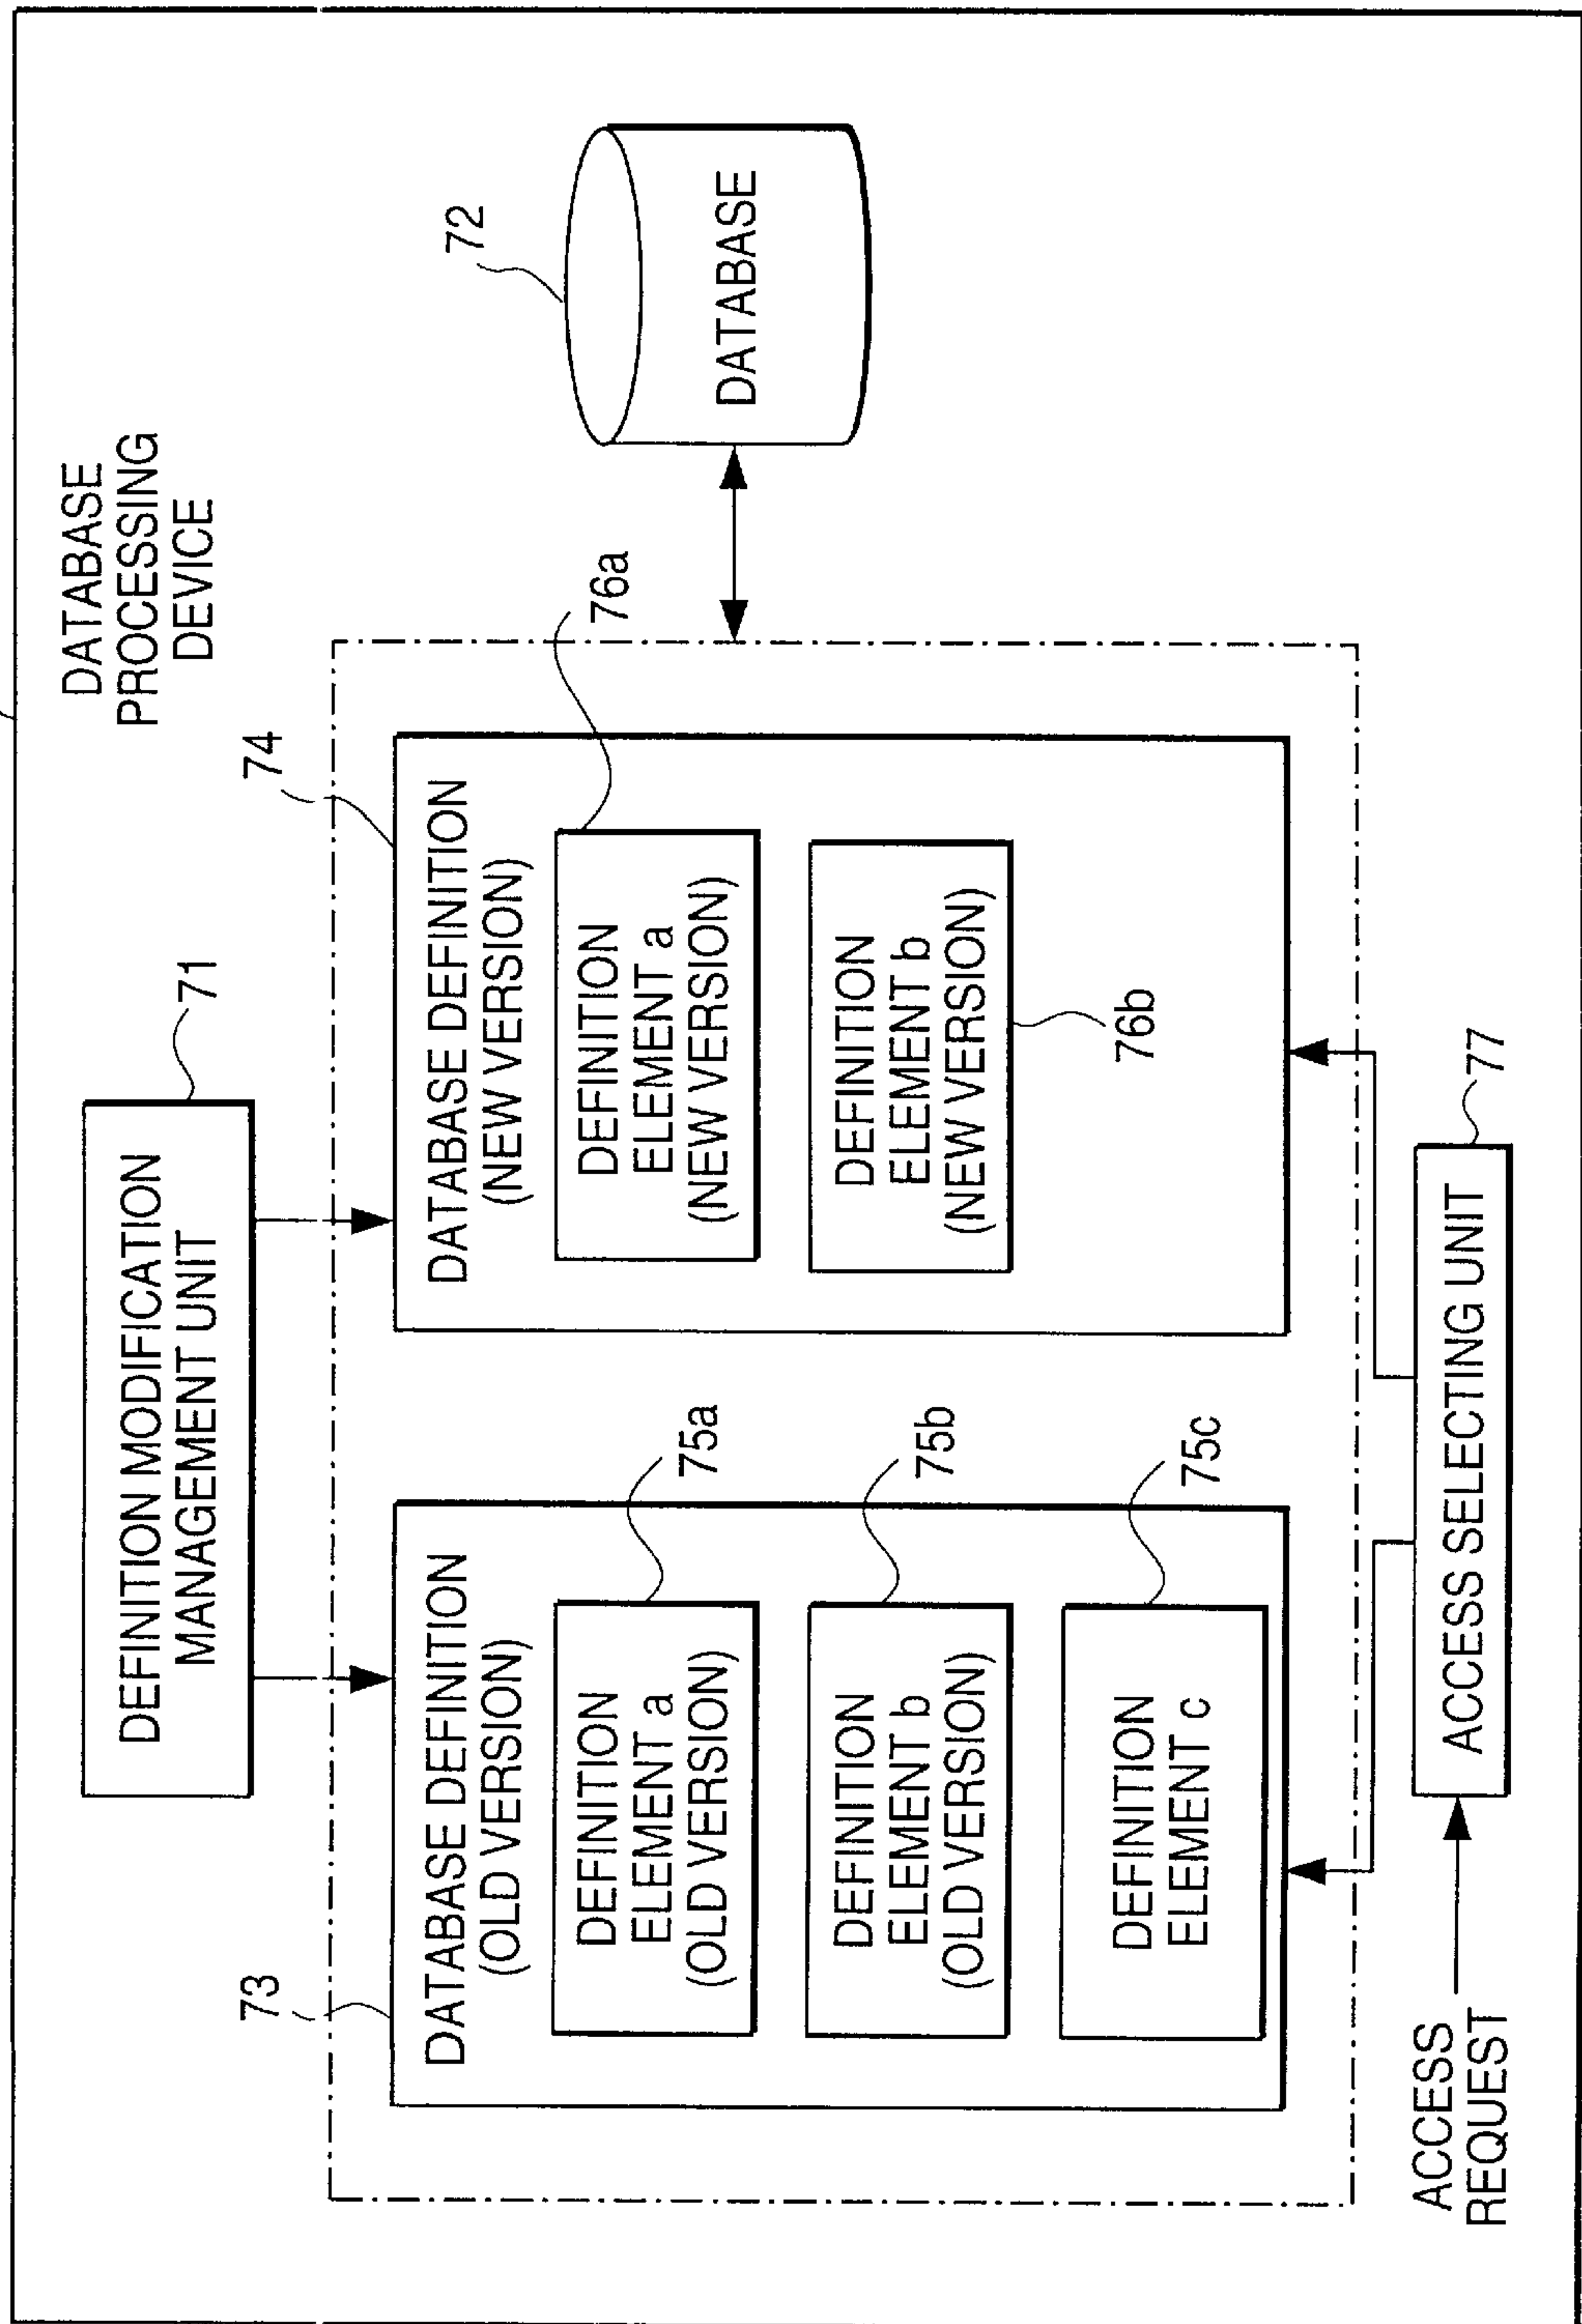 DATABASE
PROCESSING
DEVICE
DEFINITION MODIFICATION
MANAGEMENT UNIT
71
73
DATABASE DEFINITION
(OLD VERSION)
DEFINITION
ELEMENT a
(OLD VERSION)
75a
DEFINITION
ELEMENT b
(OLD VERSION)
75b
DEFINITION
ELEMENT c
75c
74
DATABASE DEFINITION
(NEW VERSION)
DEFINITION
ELEMENT a
(NEW VERSION)
76a
DEFINITION
ELEMENT b
(NEW VERSION)
76b
72
DATABASE
ACCESS
REQUEST
ACCESS SELECTING UNIT
77